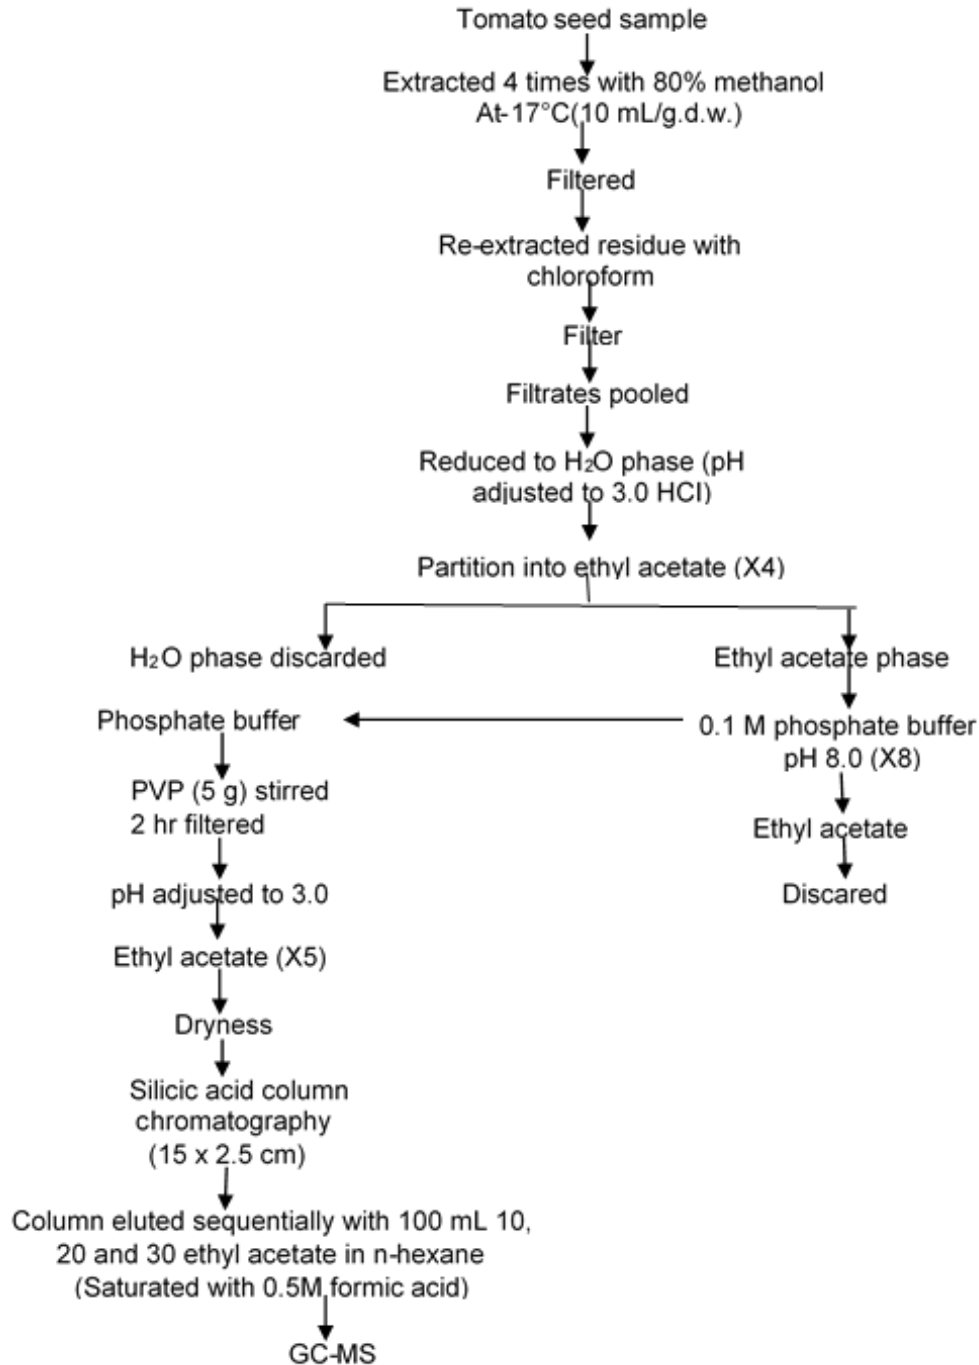 Tomato seed sample
Extracted 4 times with 80% methanol
At-17°C(10 mL/g.d.w.)
Filtered
Re-extracted residue with
chloroform
Filter
Filtrates pooled
Reduced to H₂O phase (pH
adjusted to 3.0 HCl)
Partition into ethyl acetate (X4)
H₂O phase discarded
Ethyl acetate phase
Phosphate buffer
0.1 M phosphate buffer
pH 8.0 (X8)
PVP (5 g) stirred
2 hr filtered
Ethyl acetate
Discared
pH adjusted to 3.0
Ethyl acetate (X5)
Dryness
Silicic acid column
chromatography
(15 x 2.5 cm)
Column eluted sequentially with 100 mL 10,
20 and 30 ethyl acetate in n-hexane
(Saturated with 0.5M formic acid)
GC-MS